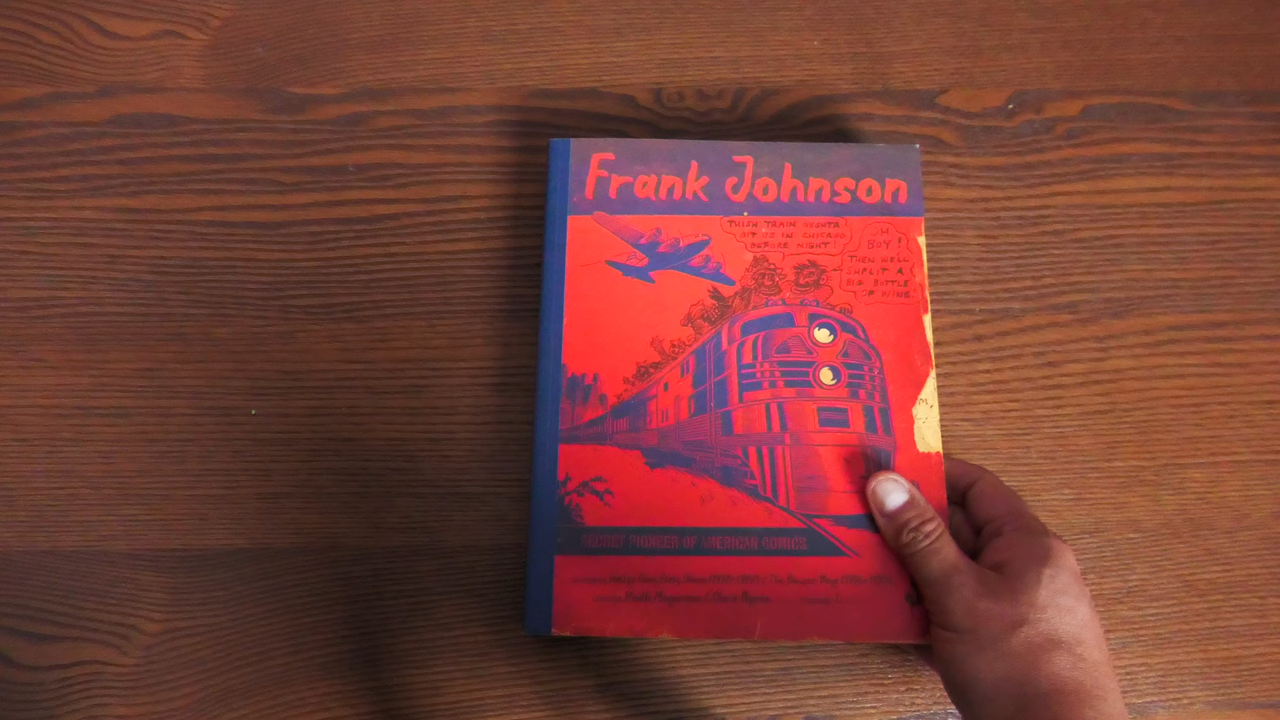 Frank Johnson
THISH TRAIN OUGHTA
GIT US IN CHICAGO
BEFORE NIGHT!
OH
BOY!
THEN WE'LL
SHPLIT A
BIG BOTTLE
OF WINE.
SECRET PIONEER OF AMERICAN COMICS